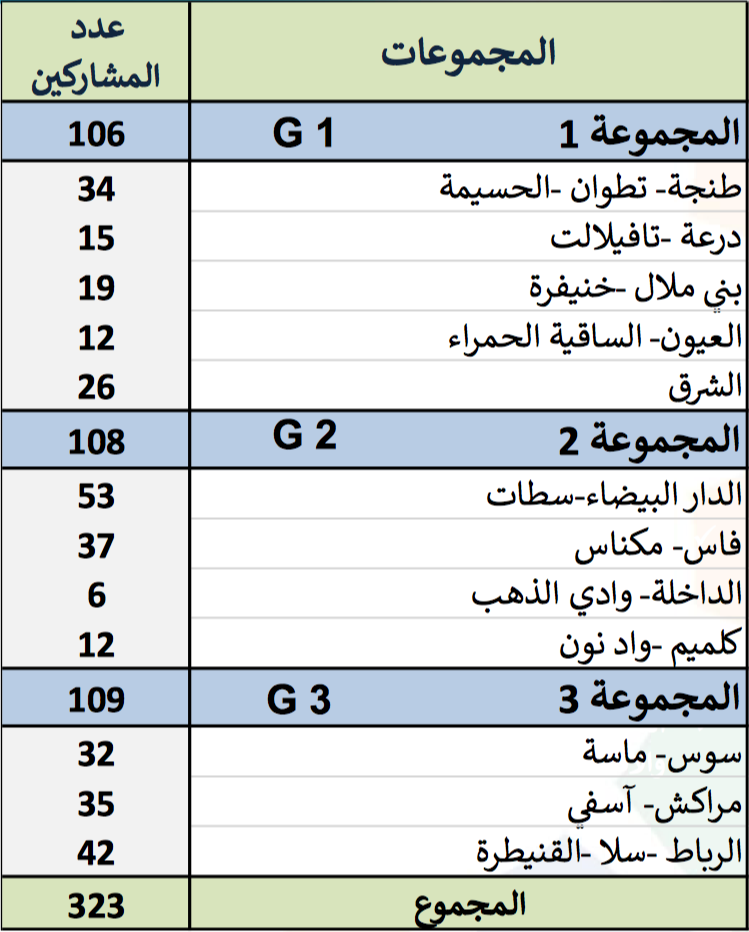 المجموعات عدد
المشاركين
المجموعة 1 G 1 106
طنجة- تطوان -الحسيمة 34
درعة -تافيلالت 15
بني ملال -خنيفرة 19
العيون- الساقية الحمراء 12
الشرق 26
المجموعة 2 G 2 108
الدار البيضاء-سطات 53
فاس- مكناس 37
الداخلة- وادي الذهب 6
كلميم -واد نون 12
المجموعة 3 G 3 109
سوس- ماسة 32
مراكش- آسفي 35
الرباط -سلا -القنيطرة 42
المجموع 323